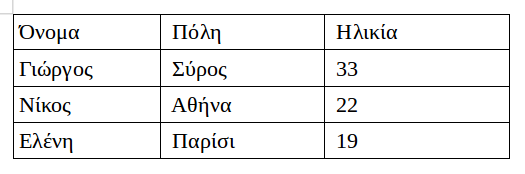 Όνομα Πόλη Ηλικία
Γιώργος Σύρος 33
Νίκος Αθήνα 22
Ελένη Παρίσι 19